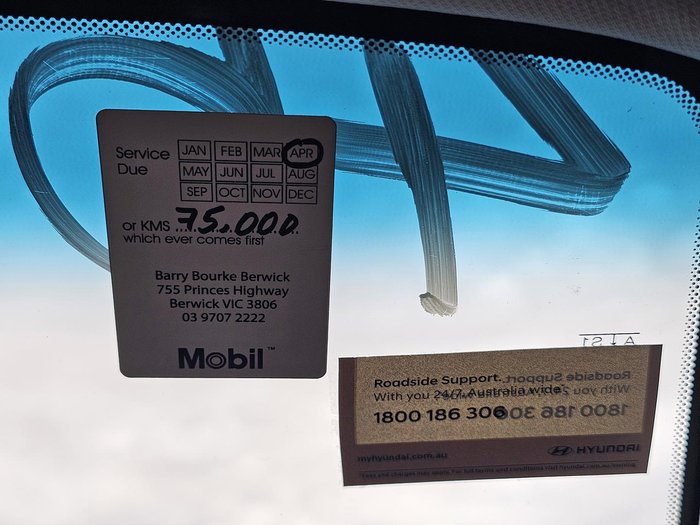 Service Due
JAN FEB MAR APR
MAY JUN JUL AUG
SEP OCT NOV DEC
or KMS 75,000
which ever comes first
Barry Bourke Berwick
755 Princes Highway
Berwick VIC 3806
03 9707 2222
Mobil™
Roadside Support.
With you 24/7, Australia wide*
1800 186 306
HYUNDAI
myhyundai.com.au